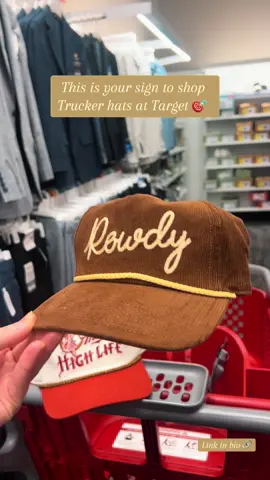 This is your sign to shop
Trucker hats at Target 🎯
Rowdy
HIGH LIFE
Link in bio